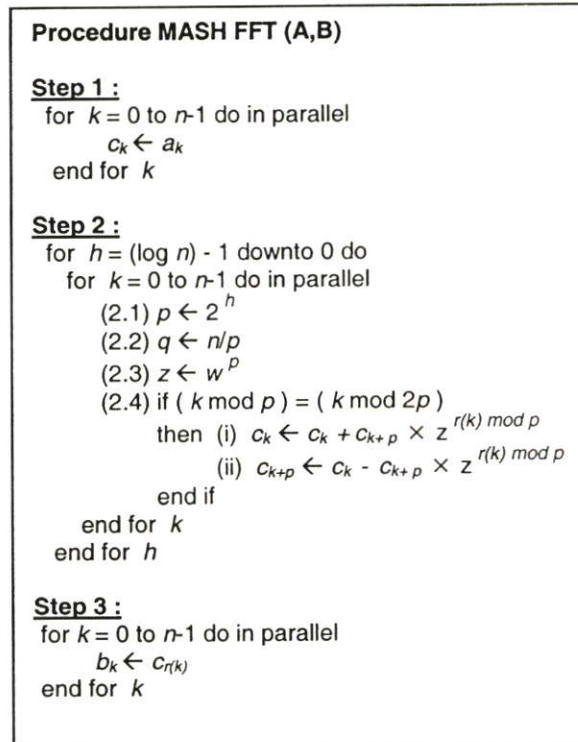 Procedure MASH FFT (A,B)
Step 1 :
for k = 0 to n-1 do in parallel
c_k ← a_k
end for k
Step 2 :
for h = (log n) - 1 downto 0 do
for k = 0 to n-1 do in parallel
(2.1) p ← 2^h
(2.2) q ← n/p
(2.3) z ← w^p
(2.4) if ( k mod p ) = ( k mod 2p )
then (i) c_k ← c_k + c_{k+p} × z^{r(k) mod p}
(ii) c_{k+p} ← c_k - c_{k+p} × z^{r(k) mod p}
end if
end for k
end for h
Step 3 :
for k = 0 to n-1 do in parallel
b_k ← c_{r(k)}
end for k